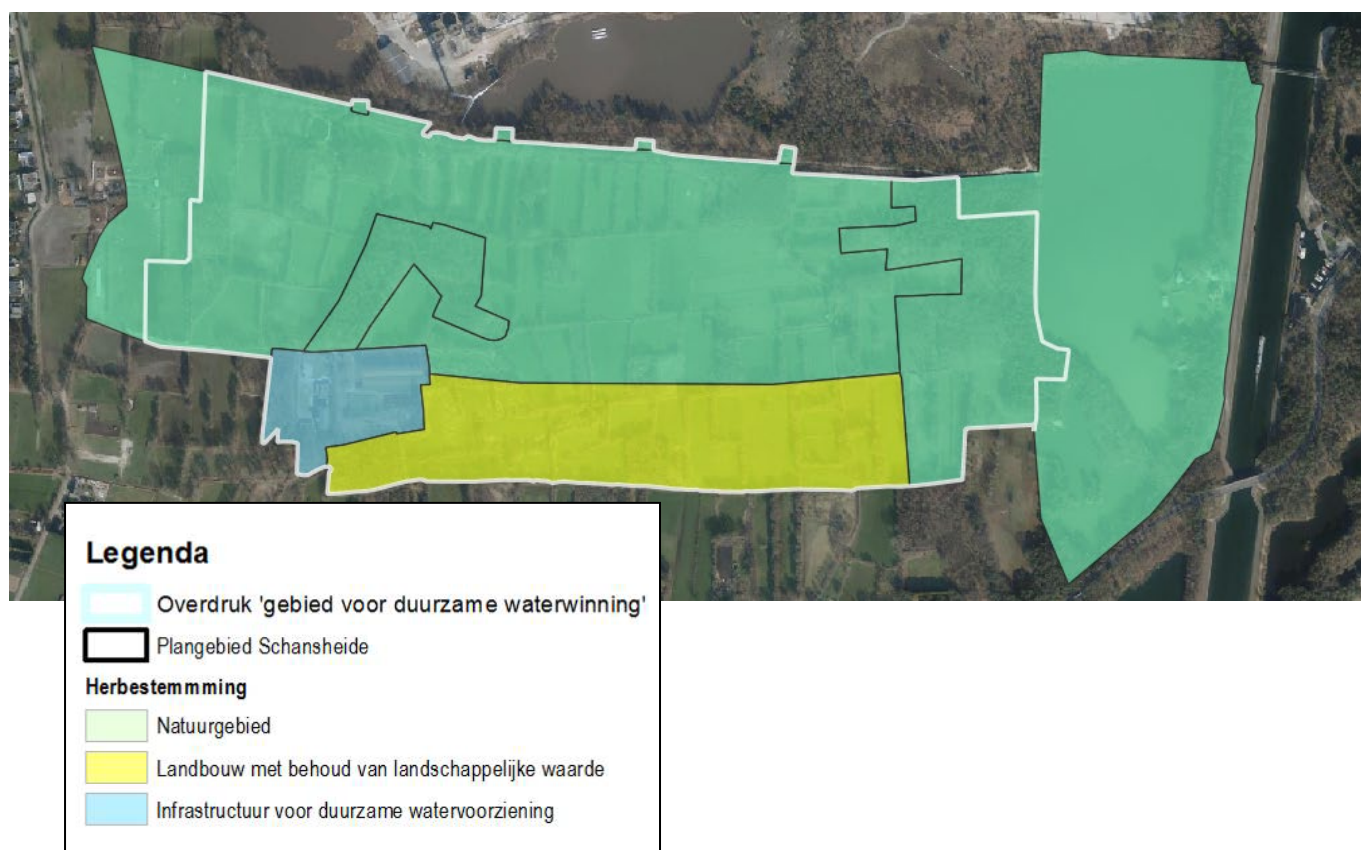 Legenda
Overdruk 'gebied voor duurzame waterwinning'
Plangebied Schansheide
Herbestemmming
Natuurgebied
Landbouw met behoud van landschappelijke waarde
Infrastructuur voor duurzame watervoorziening